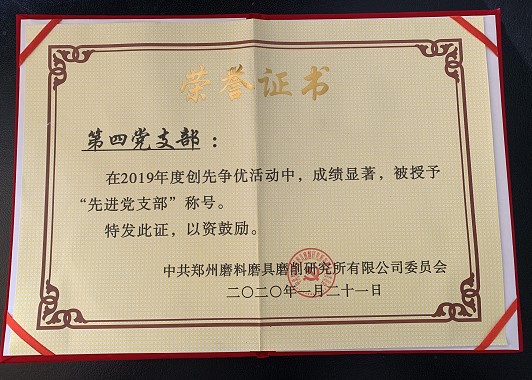 荣誉证书
第四党支部：
在2019年度创先争优活动中，成绩显著，被授予
“先进党支部”称号。
特发此证，以资鼓励。
中共郑州磨料磨具磨削研究所有限公司委员会
二〇二〇年一月二十一日